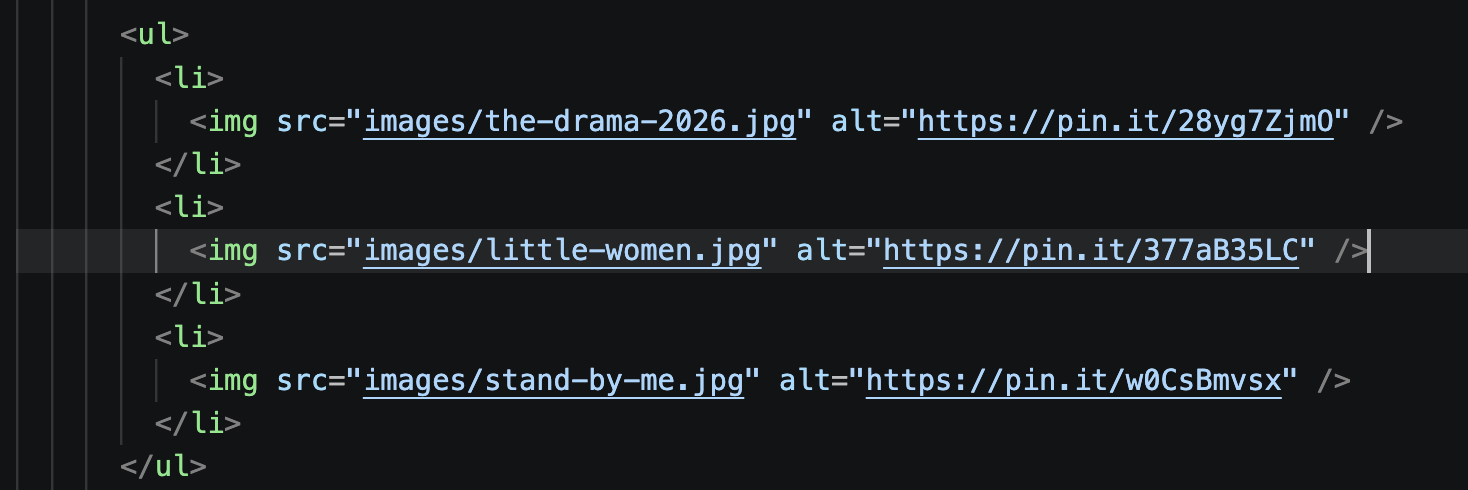 <ul>
<li>
<img src="images/the-drama-2026.jpg" alt="https://pin.it/28yg7ZjmO" />
</li>
<li>
<img src="images/little-women.jpg" alt="https://pin.it/377aB35LC" />
</li>
<li>
<img src="images/stand-by-me.jpg" alt="https://pin.it/w0CsBmvsx" />
</li>
</ul>